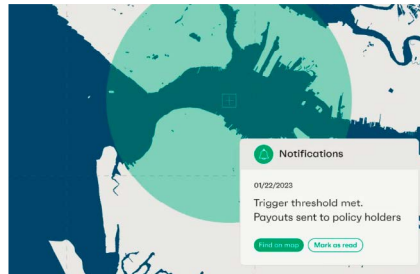 Notifications
01/22/2023
Trigger threshold met.
Payouts sent to policy holders
Find on map
Mark as read